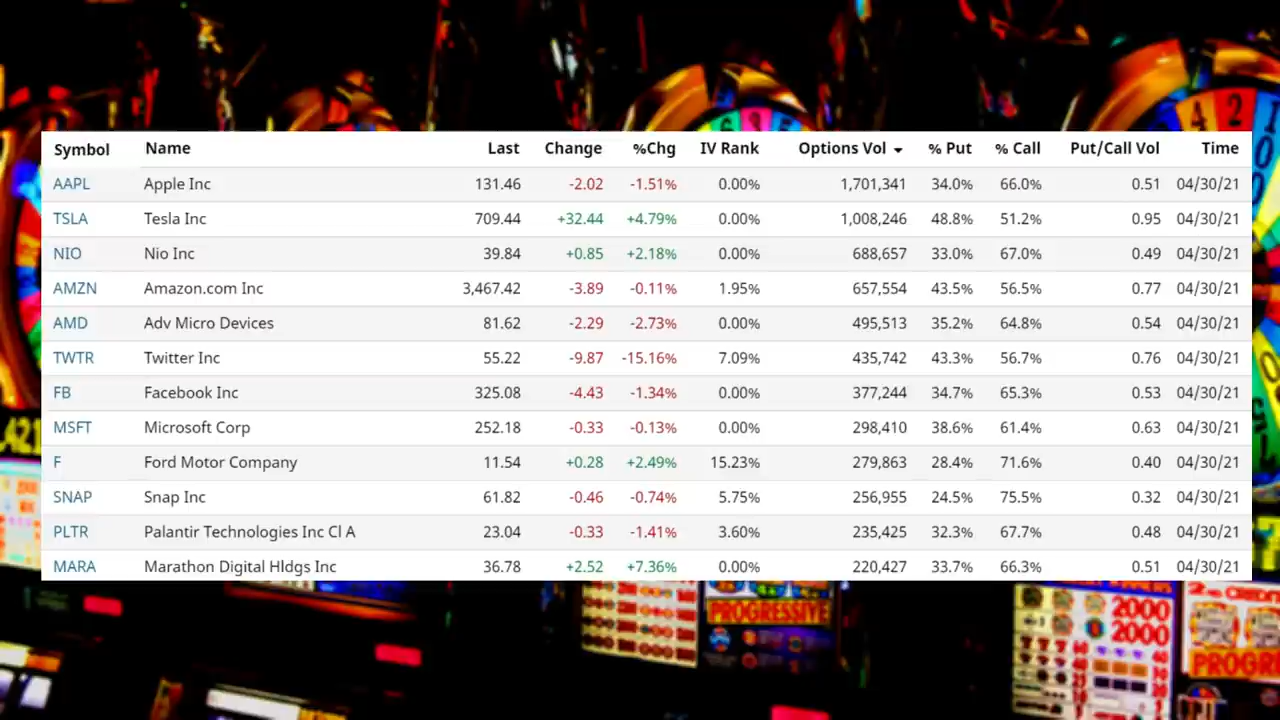 Symbol Name Last Change %Chg IV Rank Options Vol % Put % Call Put/Call Vol Time
AAPL Apple Inc 131.46 -2.02 -1.51% 0.00% 1,701,341 34.0% 66.0% 0.51 04/30/21
TSLA Tesla Inc 709.44 +32.44 +4.79% 0.00% 1,008,246 48.8% 51.2% 0.95 04/30/21
NIO Nio Inc 39.84 +0.85 +2.18% 0.00% 688,657 33.0% 67.0% 0.49 04/30/21
AMZN Amazon.com Inc 3,467.42 -3.89 -0.11% 1.95% 657,554 43.5% 56.5% 0.77 04/30/21
AMD Adv Micro Devices 81.62 -2.29 -2.73% 0.00% 495,513 35.2% 64.8% 0.54 04/30/21
TWTR Twitter Inc 55.22 -9.87 -15.16% 7.09% 435,742 43.3% 56.7% 0.76 04/30/21
FB Facebook Inc 325.08 -4.43 -1.34% 0.00% 377,244 34.7% 65.3% 0.53 04/30/21
MSFT Microsoft Corp 252.18 -0.33 -0.13% 0.00% 298,410 38.6% 61.4% 0.63 04/30/21
F Ford Motor Company 11.54 +0.28 +2.49% 15.23% 279,863 28.4% 71.6% 0.40 04/30/21
SNAP Snap Inc 61.82 -0.46 -0.74% 5.75% 256,955 24.5% 75.5% 0.32 04/30/21
PLTR Palantir Technologies Inc Cl A 23.04 -0.33 -1.41% 3.60% 235,425 32.3% 67.7% 0.48 04/30/21
MARA Marathon Digital Hldgs Inc 36.78 +2.52 +7.36% 0.00% 220,427 33.7% 66.3% 0.51 04/30/21
PROGRESSIVE
2000
2000